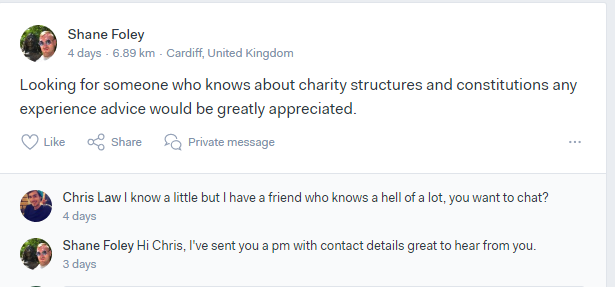 Shane Foley
4 days · 6.89 km · Cardiff, United Kingdom
Looking for someone who knows about charity structures and constitutions any
experience advice would be greatly appreciated.
Like Share Private message ...
Chris Law I know a little but I have a friend who knows a hell of a lot, you want to chat?
4 days
Shane Foley Hi Chris, I've sent you a pm with contact details great to hear from you.
3 days